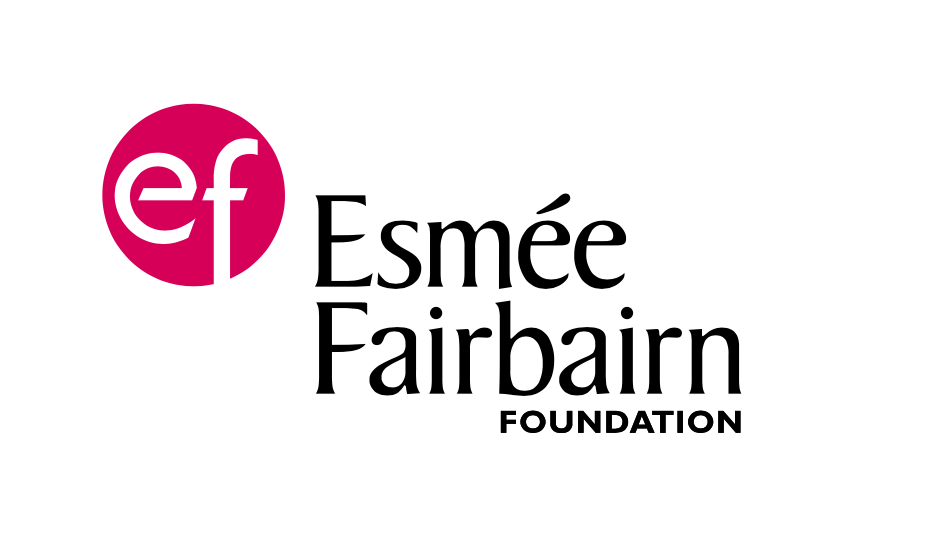 ef
Esmée
Fairbairn
FOUNDATION